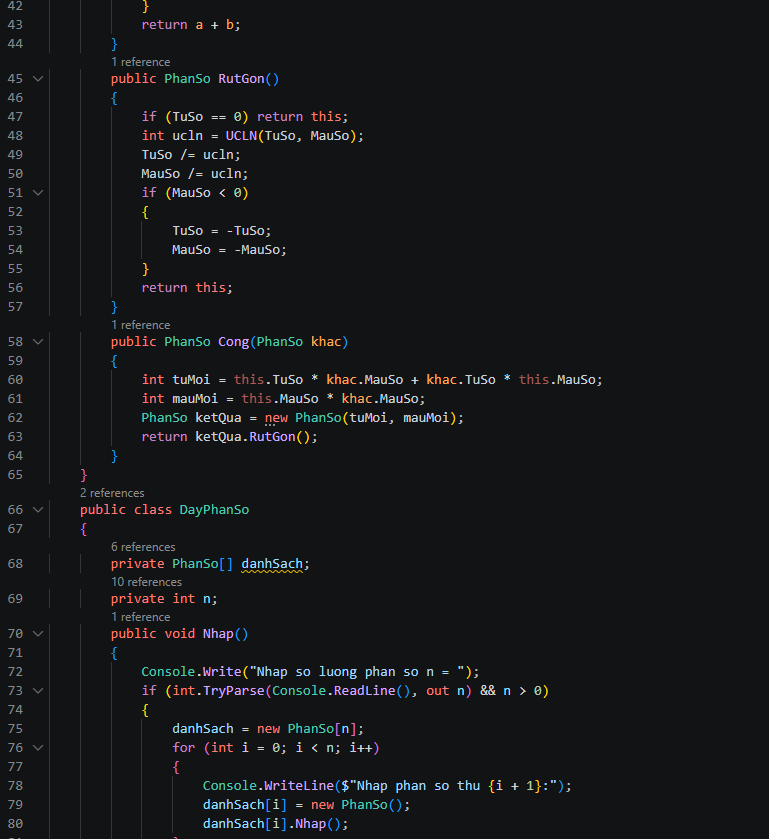 42 }
43 return a + b;
44 }
1 reference
45 public PhanSo RutGon()
46 {
47 if (TuSo == 0) return this;
48 int ucln = UCLN(TuSo, MauSo);
49 TuSo /= ucln;
50 MauSo /= ucln;
51 if (MauSo < 0)
52 {
53 TuSo = -TuSo;
54 MauSo = -MauSo;
55 }
56 return this;
57 }
1 reference
58 public PhanSo Cong(PhanSo khac)
59 {
60 int tuMoi = this.TuSo * khac.MauSo + khac.TuSo * this.MauSo;
61 int mauMoi = this.MauSo * khac.MauSo;
62 PhanSo ketQua = new PhanSo(tuMoi, mauMoi);
63 return ketQua.RutGon();
64 }
65 }
2 references
66 public class DayPhanSo
67 {
6 references
68 private PhanSo[] danhSach;
10 references
69 private int n;
1 reference
70 public void Nhap()
71 {
72 Console.Write("Nhap so luong phan so n = ");
73 if (int.TryParse(Console.ReadLine(), out n) && n > 0)
74 {
75 danhSach = new PhanSo[n];
76 for (int i = 0; i < n; i++)
77 {
78 Console.WriteLine($"Nhap phan so thu {i + 1}:");
79 danhSach[i] = new PhanSo();
80 danhSach[i].Nhap();